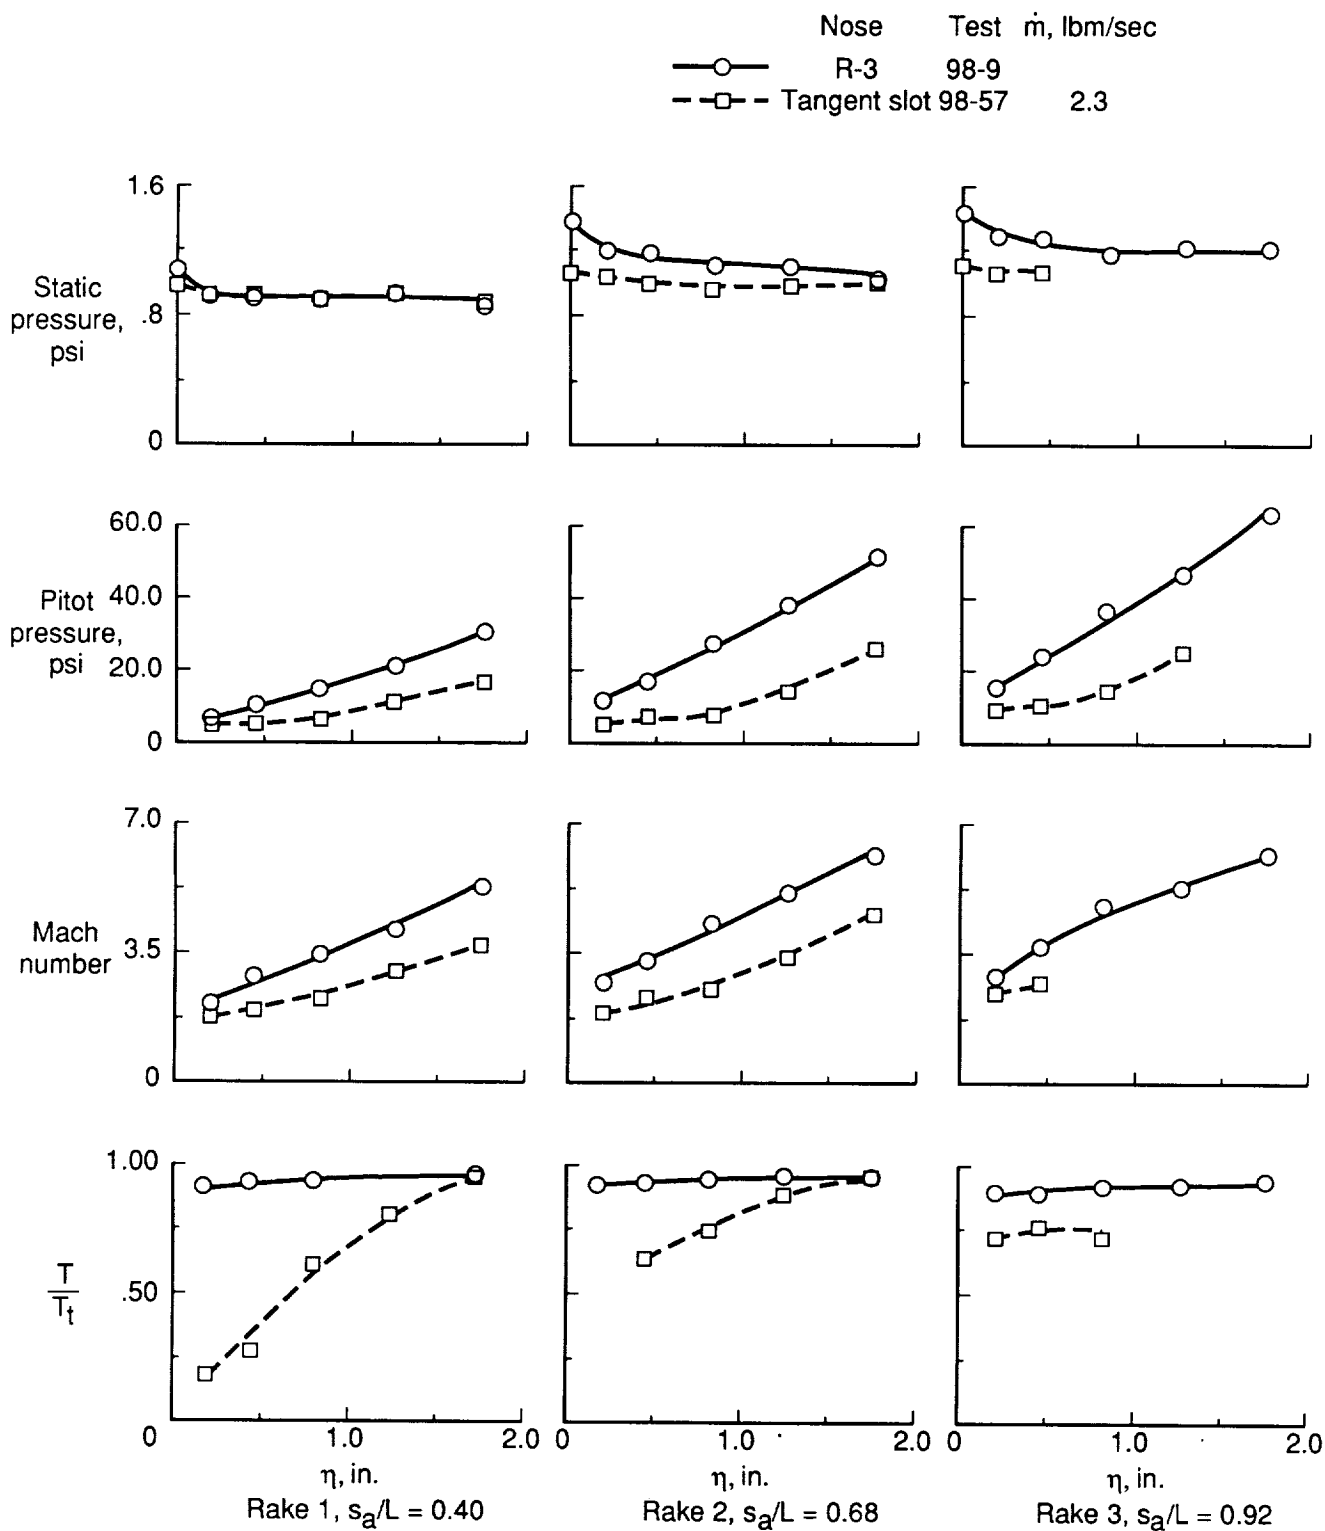 Nose Test ṁ, lbm/sec
R-3 98-9
Tangent slot 98-57 2.3
1.6
Static
pressure,
psi
.8
0
60.0
Pitot
pressure,
psi
40.0
20.0
0
7.0
Mach
number
3.5
0
1.00
T
Tt
.50
0 1.0 2.0 0 1.0 2.0 0 1.0 2.0
η, in. η, in. η, in.
Rake 1, sa/L = 0.40 Rake 2, sa/L = 0.68 Rake 3, sa/L = 0.92